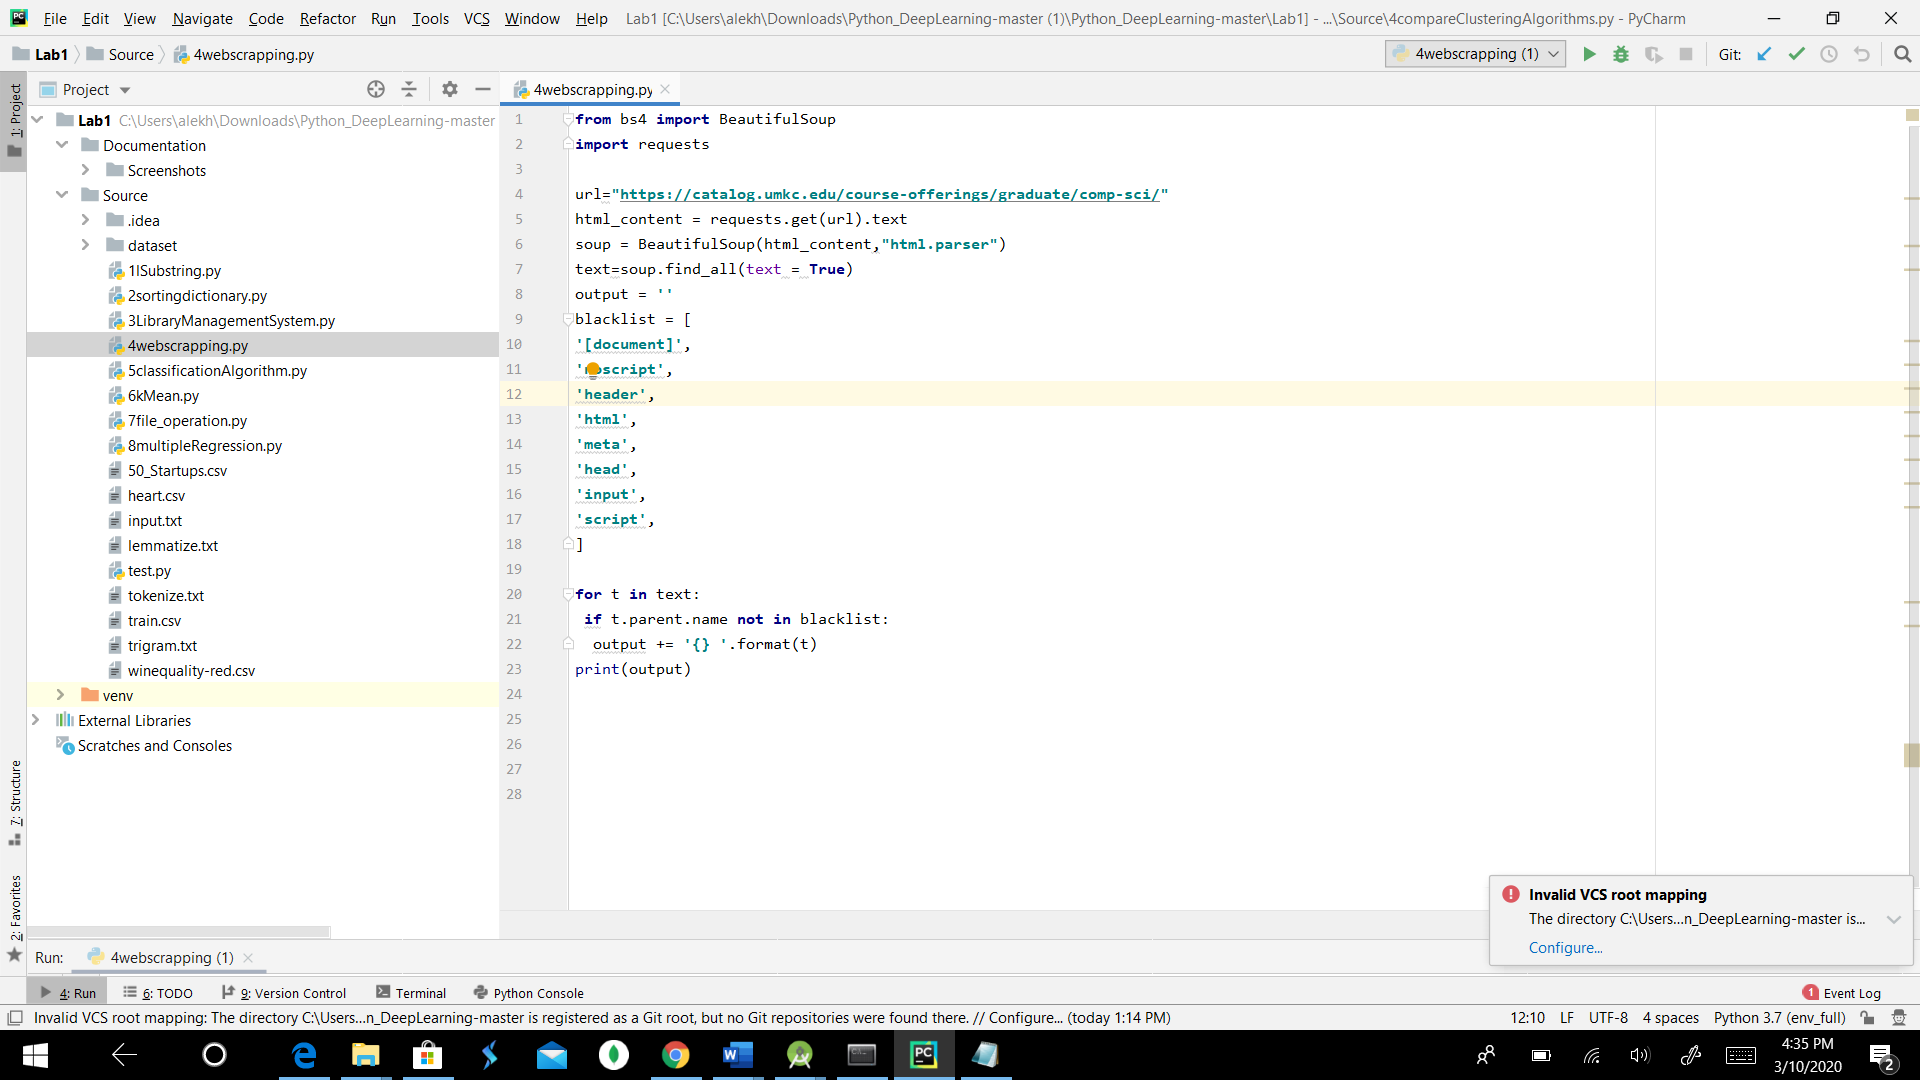 File Edit View Navigate Code Refactor Run Tools VCS Window Help Lab1 [C:\Users\alekh\Downloads\Python_DeepLearning-master (1)\Python_DeepLearning-master\Lab1] - ...\Source\4compareClusteringAlgorithms.py - PyCharm
Lab1 Source 4webscrapping.py 4webscrapping (1) Git:
1: Project
Project
Lab1 C:\Users\alekh\Downloads\Python_DeepLearning-master
Documentation
Screenshots
Source
.idea
dataset
1ISubstring.py
2sortingdictionary.py
3LibraryManagementSystem.py
4webscrapping.py
5classificationAlgorithm.py
6kMean.py
7file_operation.py
8multipleRegression.py
50_Startups.csv
heart.csv
input.txt
lemmatize.txt
test.py
tokenize.txt
train.csv
trigram.txt
winequality-red.csv
venv
External Libraries
Scratches and Consoles
7: Structure
2: Favorites
4webscrapping.py
1 from bs4 import BeautifulSoup
2 import requests
3
4 url="https://catalog.umkc.edu/course-offerings/graduate/comp-sci/"
5 html_content = requests.get(url).text
6 soup = BeautifulSoup(html_content,"html.parser")
7 text=soup.find_all(text = True)
8 output = ''
9 blacklist = [
10 '[document]',
11 'noscript',
12 'header',
13 'html',
14 'meta',
15 'head',
16 'input',
17 'script',
18 ]
19
20 for t in text:
21 if t.parent.name not in blacklist:
22 output += '{} '.format(t)
23 print(output)
24
25
26
27
28
Invalid VCS root mapping
The directory C:\Users...n_DeepLearning-master is...
Configure...
Run: 4webscrapping (1)
4: Run 6: TODO 9: Version Control Terminal Python Console 1 Event Log
Invalid VCS root mapping: The directory C:\Users...n_DeepLearning-master is registered as a Git root, but no Git repositories were found there. // Configure... (today 1:14 PM) 12:10 LF UTF-8 4 spaces Python 3.7 (env_full)
4:35 PM
3/10/2020
2